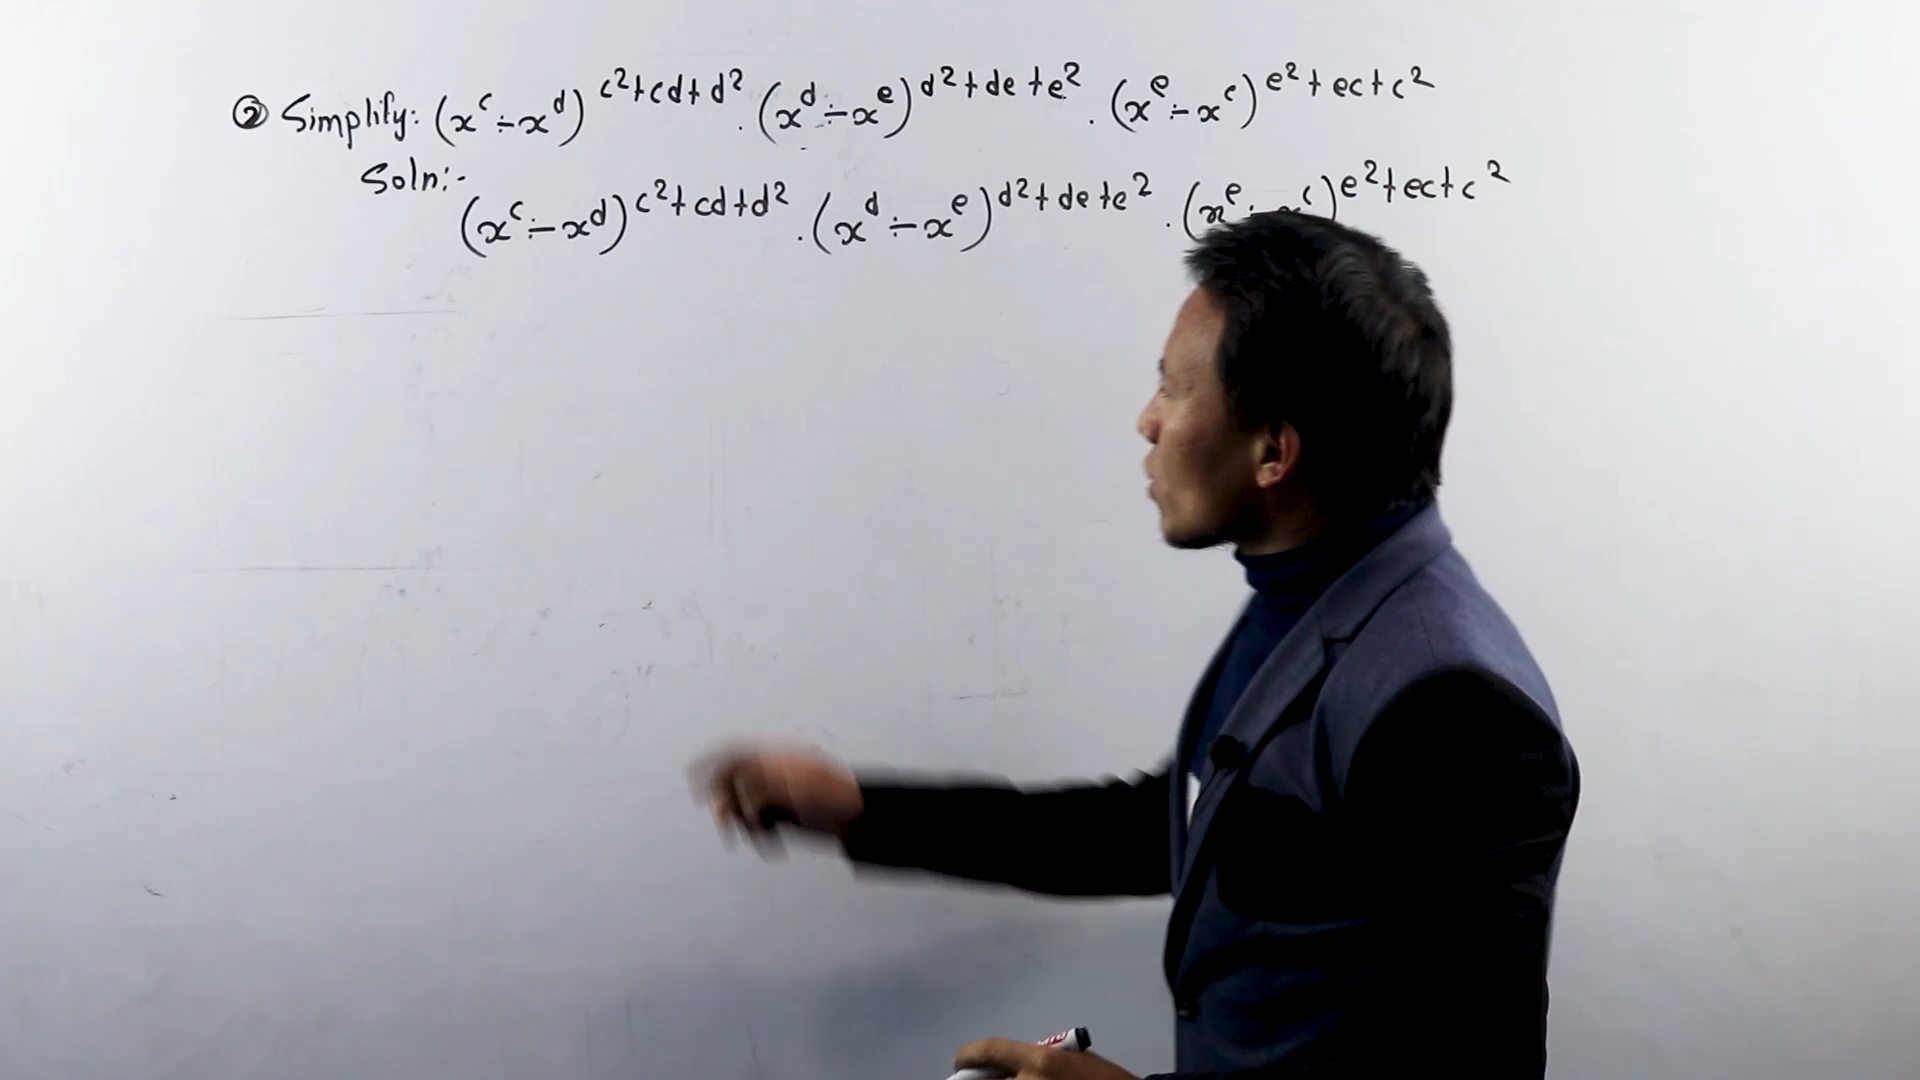 ② Simplify: (x^c ÷ x^d)^c²+cd+d² . (x^d ÷ x^e)^d²+de+e² . (x^e ÷ x^c)^e²+ec+c²
Soln:-
(x^c ÷ x^d)^c²+cd+d² . (x^d ÷ x^e)^d²+de+e² . (x^e ÷ x^c)^e²+ec+c²